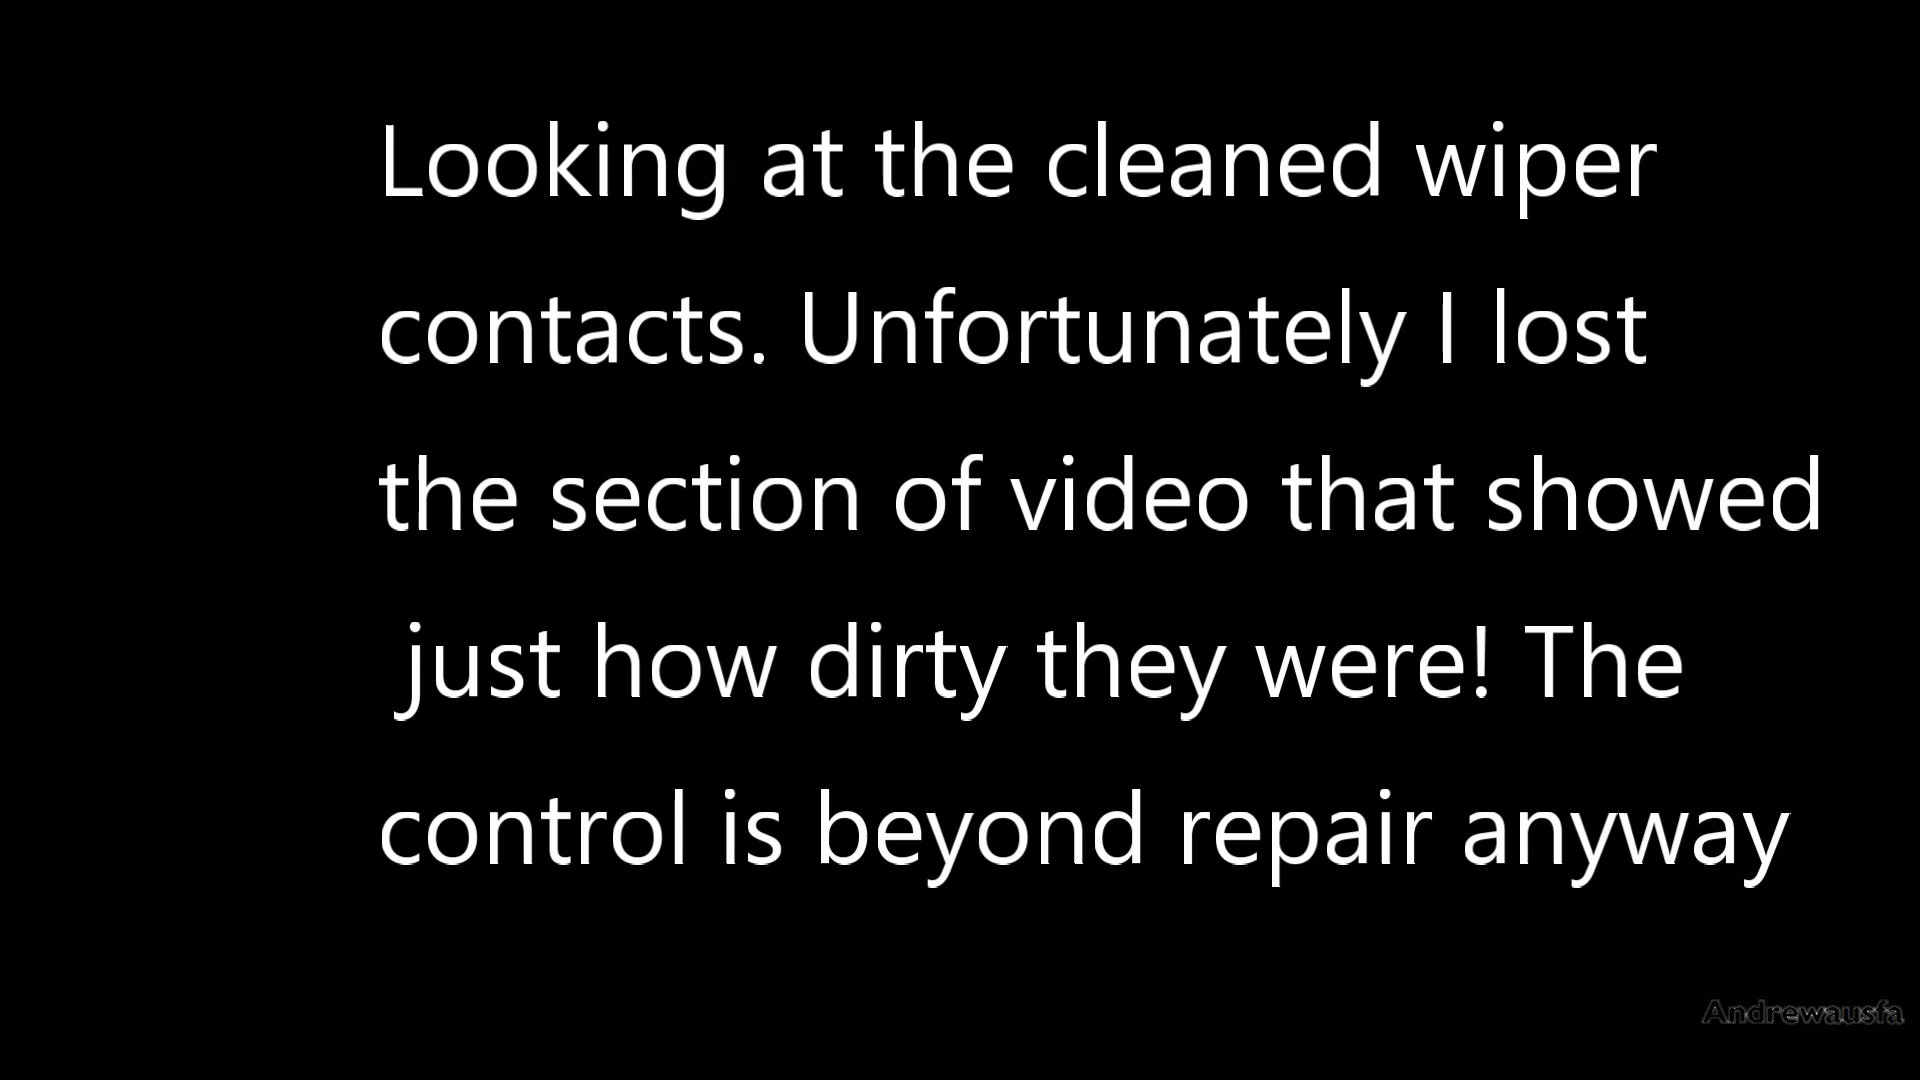 Looking at the cleaned wiper
contacts. Unfortunately I lost
the section of video that showed
just how dirty they were! The
control is beyond repair anyway
Andrewausfa